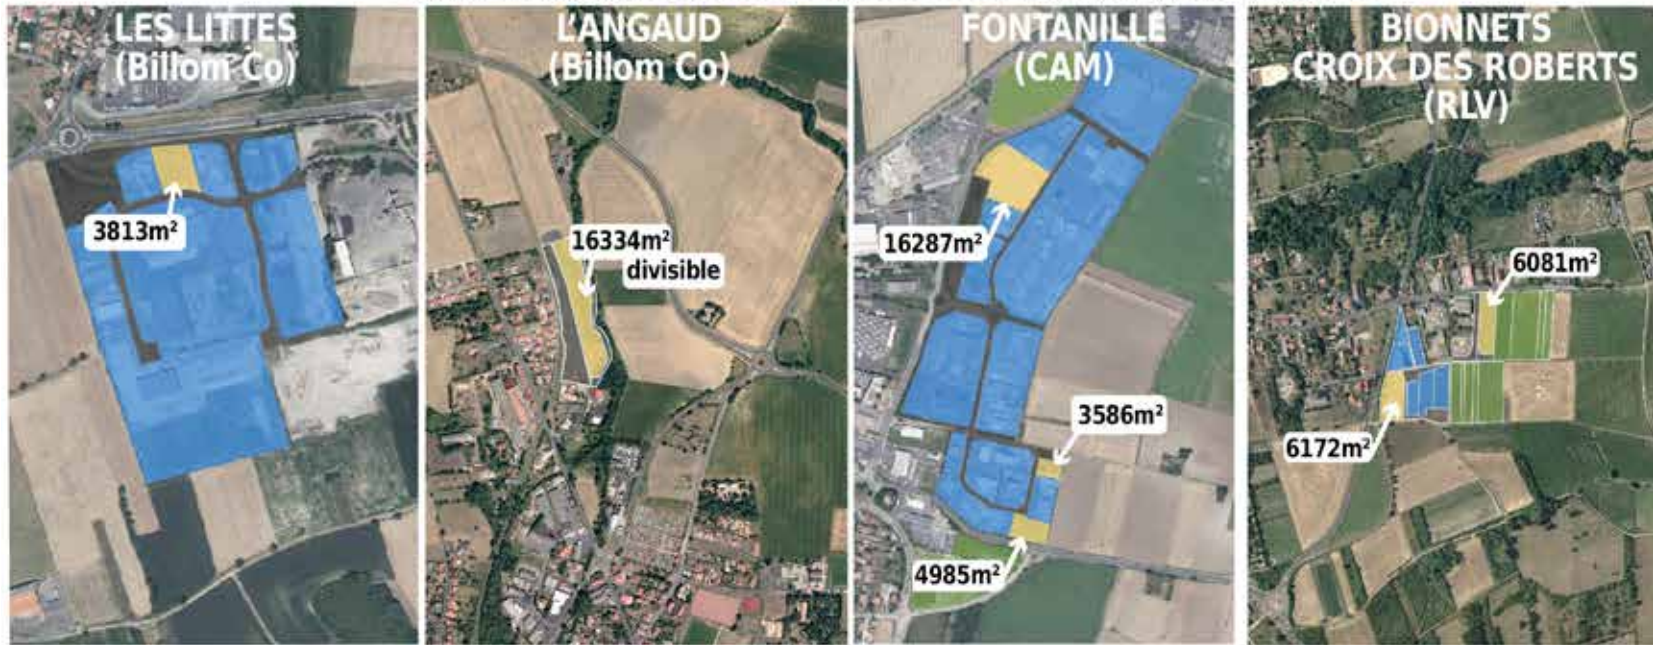 LES LITTES
(Billom Co)
3813m²
L'ANGAUD
(Billom Co)
16334m²
divisible
FONTANILLE
(CAM)
16287m²
3586m²
4985m²
BIONNETS
CROIX DES ROBERTS
(RLV)
6081m²
6172m²